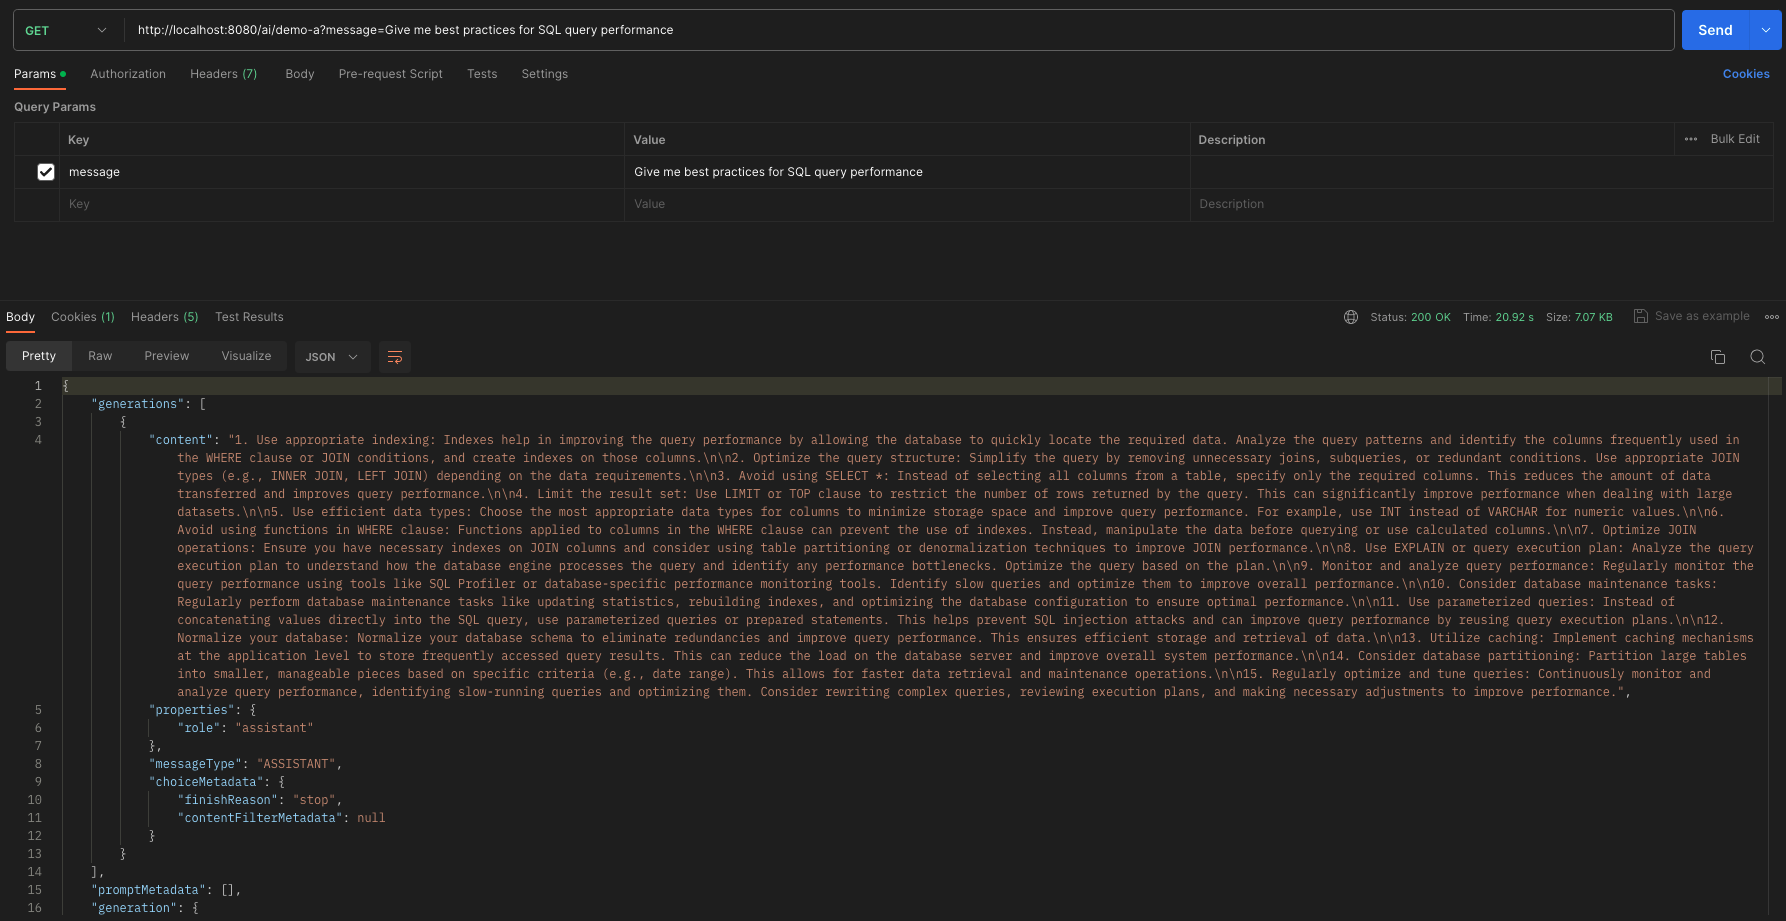 GET http://localhost:8080/ai/demo-a?message=Give me best practices for SQL query performance Send
Params Authorization Headers (7) Body Pre-request Script Tests Settings Cookies
Query Params
Key Value Description Bulk Edit
message Give me best practices for SQL query performance
Key Value Description
Body Cookies (1) Headers (5) Test Results Status: 200 OK Time: 20.92 s Size: 7.07 KB Save as example
Pretty Raw Preview Visualize JSON
1 {
2 "generations": [
3 {
4 "content": "1. Use appropriate indexing: Indexes help in improving the query performance by allowing the database to quickly locate the required data. Analyze the query patterns and identify the columns frequently used in
the WHERE clause or JOIN conditions, and create indexes on those columns.\n\n2. Optimize the query structure: Simplify the query by removing unnecessary joins, subqueries, or redundant conditions. Use appropriate JOIN
types (e.g., INNER JOIN, LEFT JOIN) depending on the data requirements.\n\n3. Avoid using SELECT *: Instead of selecting all columns from a table, specify only the required columns. This reduces the amount of data
transferred and improves query performance.\n\n4. Limit the result set: Use LIMIT or TOP clause to restrict the number of rows returned by the query. This can significantly improve performance when dealing with large
datasets.\n\n5. Use efficient data types: Choose the most appropriate data types for columns to minimize storage space and improve query performance. For example, use INT instead of VARCHAR for numeric values.\n\n6.
Avoid using functions in WHERE clause: Functions applied to columns in the WHERE clause can prevent the use of indexes. Instead, manipulate the data before querying or use calculated columns.\n\n7. Optimize JOIN
operations: Ensure you have necessary indexes on JOIN columns and consider using table partitioning or denormalization techniques to improve JOIN performance.\n\n8. Use EXPLAIN or query execution plan: Analyze the query
execution plan to understand how the database engine processes the query and identify any performance bottlenecks. Optimize the query based on the plan.\n\n9. Monitor and analyze query performance: Regularly monitor the
query performance using tools like SQL Profiler or database-specific performance monitoring tools. Identify slow queries and optimize them to improve overall performance.\n\n10. Consider database maintenance tasks:
Regularly perform database maintenance tasks like updating statistics, rebuilding indexes, and optimizing the database configuration to ensure optimal performance.\n\n11. Use parameterized queries: Instead of
concatenating values directly into the SQL query, use parameterized queries or prepared statements. This helps prevent SQL injection attacks and can improve query performance by reusing query execution plans.\n\n12.
Normalize your database: Normalize your database schema to eliminate redundancies and improve query performance. This ensures efficient storage and retrieval of data.\n\n13. Utilize caching: Implement caching mechanisms
at the application level to store frequently accessed query results. This can reduce the load on the database server and improve overall system performance.\n\n14. Consider database partitioning: Partition large tables
into smaller, manageable pieces based on specific criteria (e.g., date range). This allows for faster data retrieval and maintenance operations.\n\n15. Regularly optimize and tune queries: Continuously monitor and
analyze query performance, identifying slow-running queries and optimizing them. Consider rewriting complex queries, reviewing execution plans, and making necessary adjustments to improve performance.",
5 "properties": {
6 "role": "assistant"
7 },
8 "messageType": "ASSISTANT",
9 "choiceMetadata": {
10 "finishReason": "stop",
11 "contentFilterMetadata": null
12 }
13 }
14 ],
15 "promptMetadata": [],
16 "generation": {